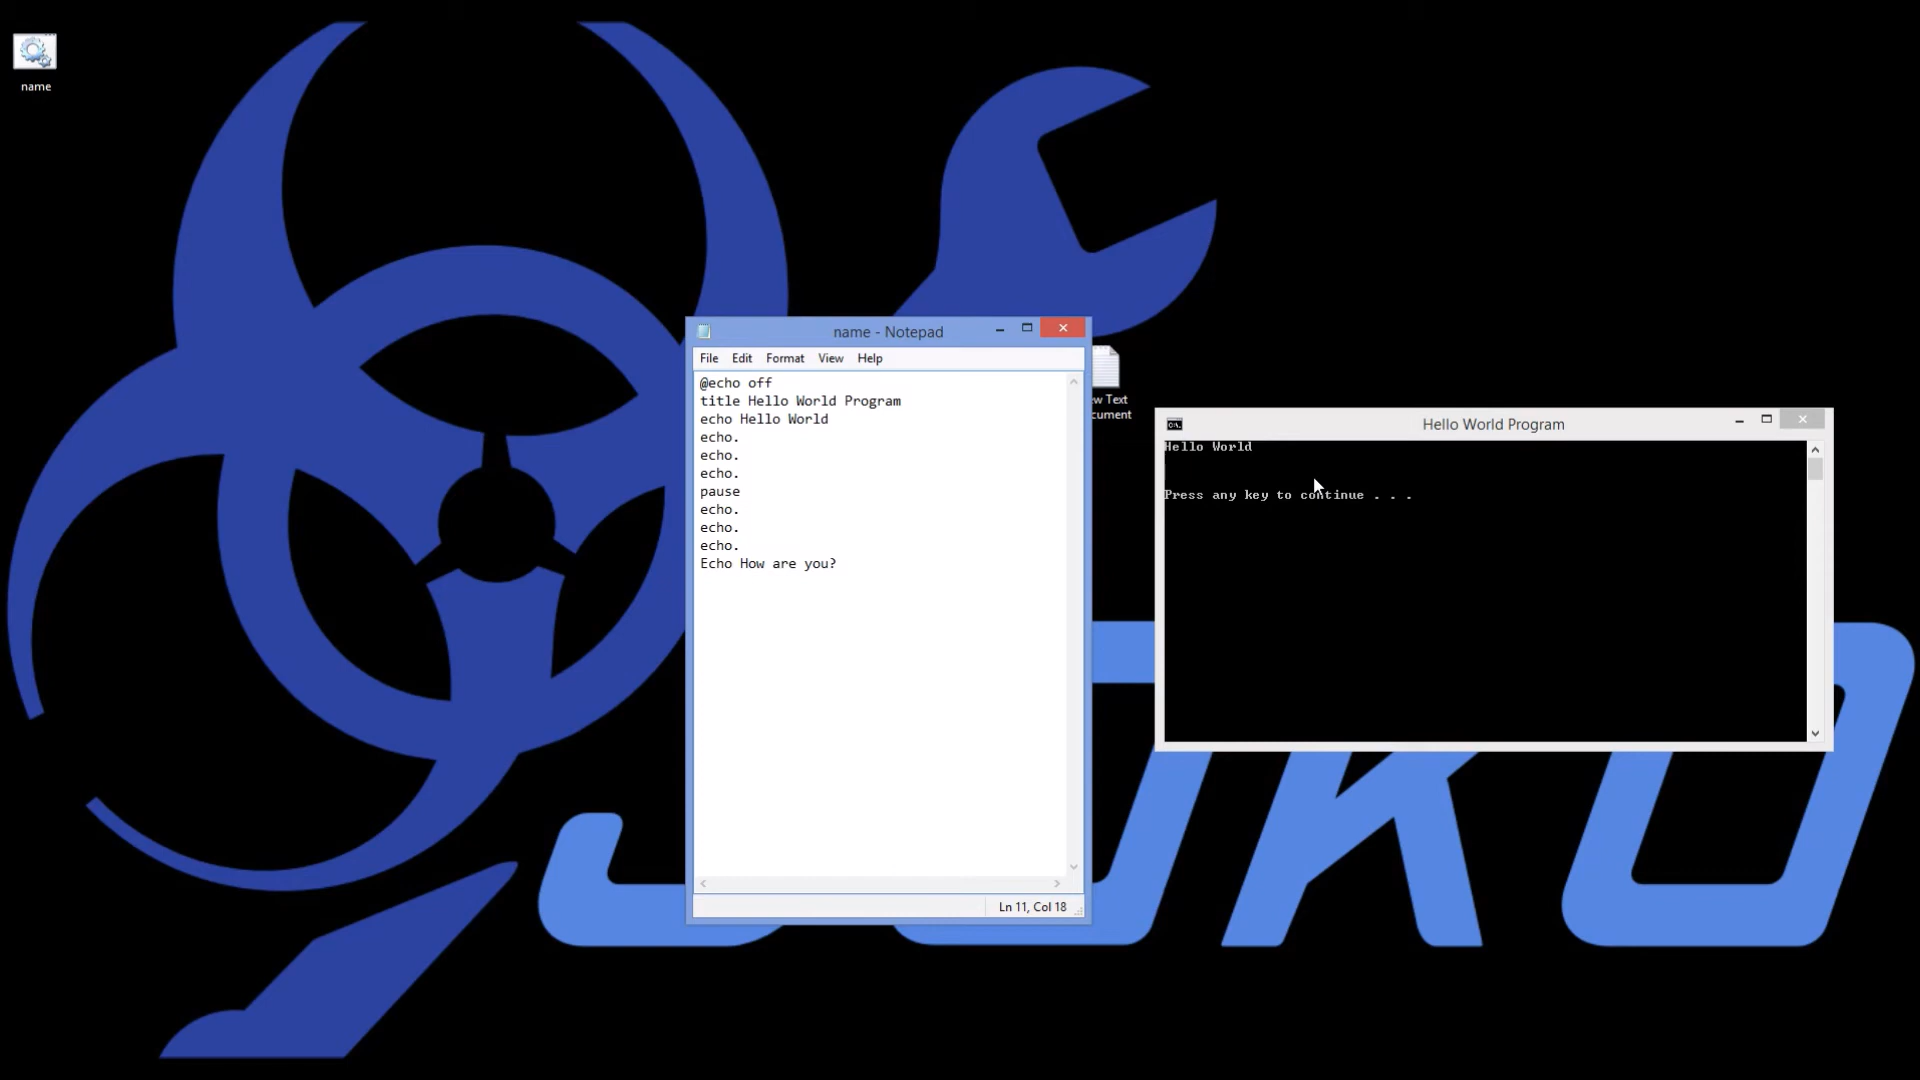 name
name - Notepad
File Edit Format View Help
@echo off
title Hello World Program
echo Hello World
echo.
echo.
echo.
pause
echo.
echo.
echo.
Echo How are you?
Ln 11, Col 18
w Text
cument
C:\.
Hello World Program
Hello World
Press any key to continue . . .
JKO